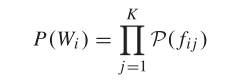 P(W_i) = \prod_{j=1}^{K} \mathcal{P}(f_{ij})